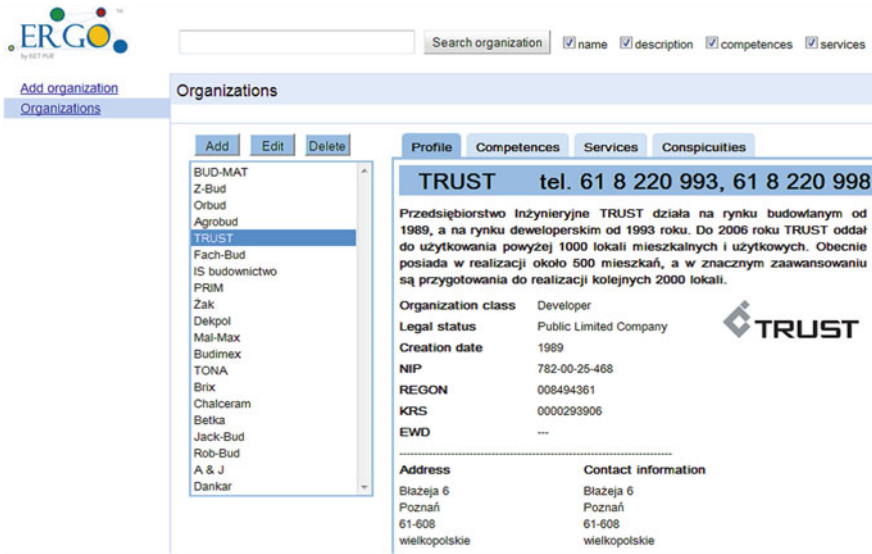 ERGO
TM
by EET PUE
Search organization
name
description
competences
services
Add organization
Organizations
Organizations
Add
Edit
Delete
BUD-MAT
Z-Bud
Orbud
Agrobud
TRUST
Fach-Bud
IS budownictwo
PRIM
Żak
Dekpol
Mal-Max
Budimex
TONA
Brix
Chalceram
Betka
Jack-Bud
Rob-Bud
A & J
Dankar
Profile
Competences
Services
Conspicuities
TRUST tel. 61 8 220 993, 61 8 220 998
Przedsiębiorstwo Inżynieryjne TRUST działa na rynku budowlanym od
1989, a na rynku deweloperskim od 1993 roku. Do 2006 roku TRUST oddał
do użytkowania powyżej 1000 lokali mieszkalnych i użytkowych. Obecnie
posiada w realizacji około 500 mieszkań, a w znacznym zaawansowaniu
są przygotowania do realizacji kolejnych 2000 lokali.
Organization class Developer
Legal status Public Limited Company
Creation date 1989
NIP 782-00-25-468
REGON 008494361
KRS 0000293906
EWD ---
TRUST
Address Contact information
Błażeja 6 Błażeja 6
Poznań Poznań
61-608 61-608
wielkopolskie wielkopolskie